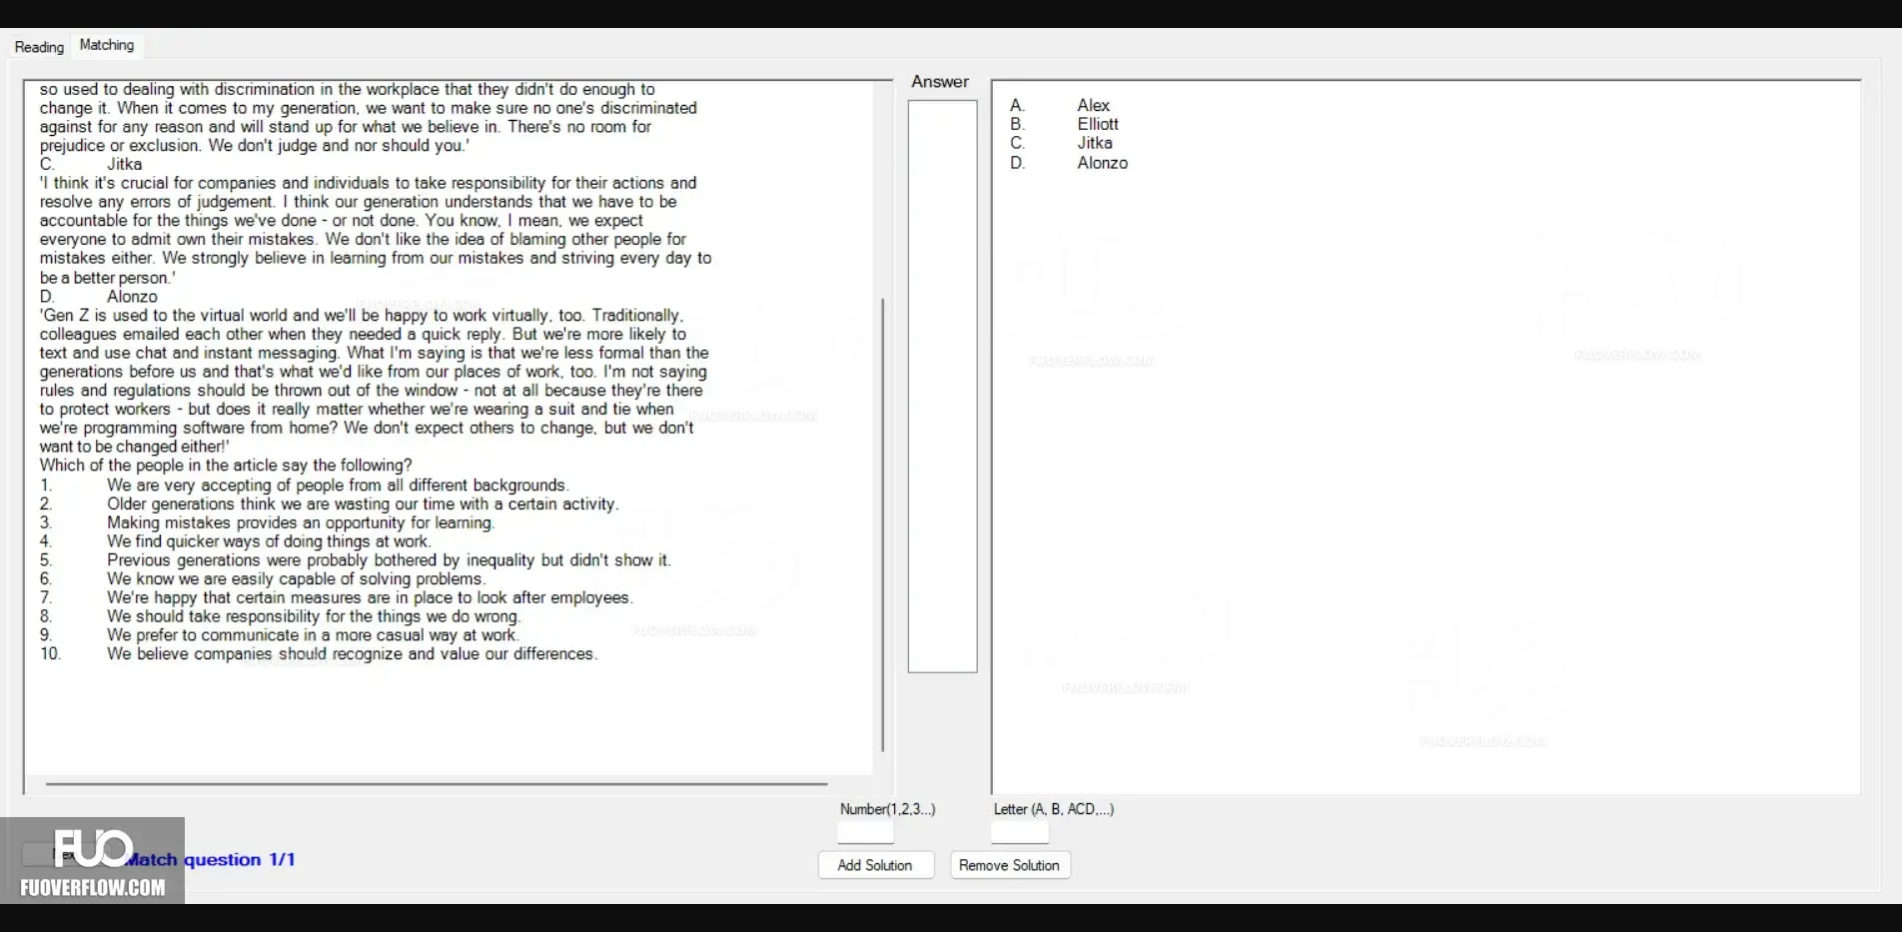 Reading
Matching
so used to dealing with discrimination in the workplace that they didn't do enough to
change it. When it comes to my generation, we want to make sure no one's discriminated
against for any reason and will stand up for what we believe in. There's no room for
prejudice or exclusion. We don't judge and nor should you.'
C. Jitka
'I think it's crucial for companies and individuals to take responsibility for their actions and
resolve any errors of judgement. I think our generation understands that we have to be
accountable for the things we've done - or not done. You know, I mean, we expect
everyone to admit own their mistakes. We don't like the idea of blaming other people for
mistakes either. We strongly believe in learning from our mistakes and striving every day to
be a better person.'
D. Alonzo
'Gen Z is used to the virtual world and we'll be happy to work virtually, too. Traditionally,
colleagues emailed each other when they needed a quick reply. But we're more likely to
text and use chat and instant messaging. What I'm saying is that we're less formal than the
generations before us and that's what we'd like from our places of work, too. I'm not saying
rules and regulations should be thrown out of the window - not at all because they're there
to protect workers - but does it really matter whether we're wearing a suit and tie when
we're programming software from home? We don't expect others to change, but we don't
want to be changed either!'
Which of the people in the article say the following?
1. We are very accepting of people from all different backgrounds.
2. Older generations think we are wasting our time with a certain activity.
3. Making mistakes provides an opportunity for learning.
4. We find quicker ways of doing things at work.
5. Previous generations were probably bothered by inequality but didn't show it.
6. We know we are easily capable of solving problems.
7. We're happy that certain measures are in place to look after employees.
8. We should take responsibility for the things we do wrong.
9. We prefer to communicate in a more casual way at work.
10. We believe companies should recognize and value our differences.
Answer
A. Alex
B. Elliott
C. Jitka
D. Alonzo
FUOVERFLOW.COM
FUOVERFLOW.COM
FUOVERFLOW.COM
FUOVERFLOW.COM
FUOVERFLOW.COM
FUOVERFLOW.COM
Number(1,2,3...)
Letter (A, B, ACD,...)
Add Solution
Remove Solution
Match question 1/1
FUO
FUOVERFLOW.COM